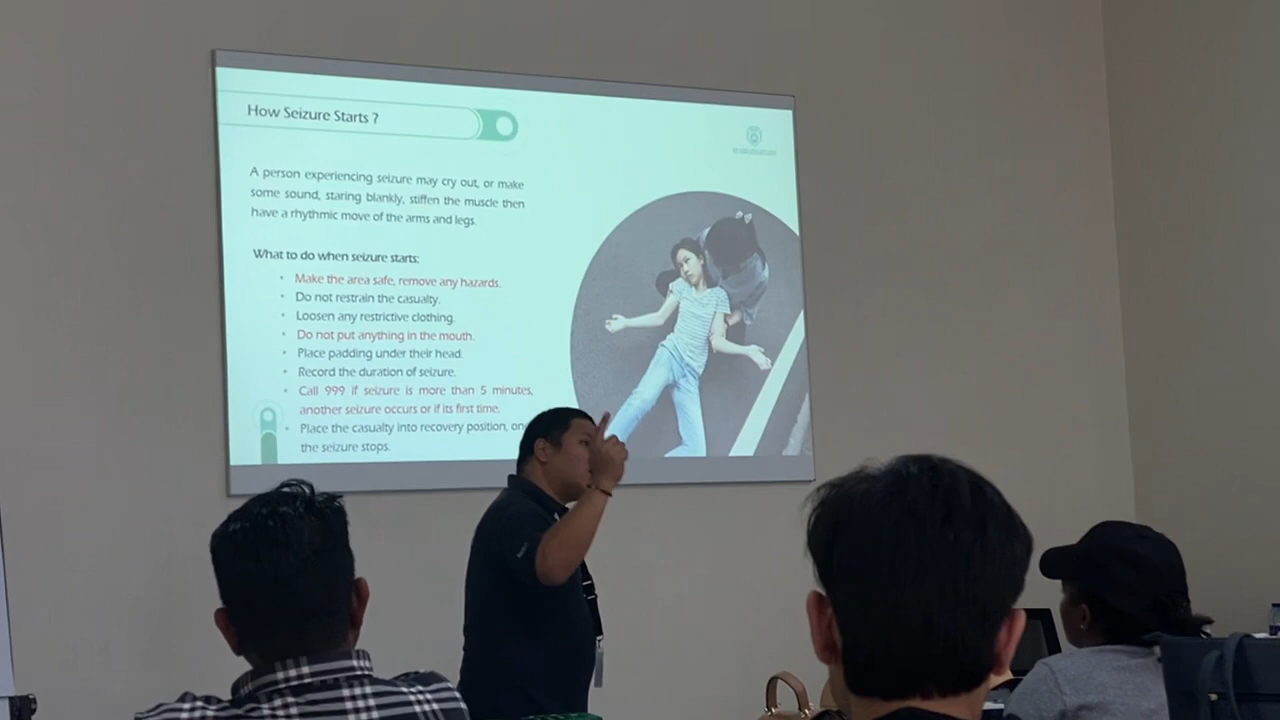 How Seizure Starts ?
A person experiencing seizure may cry out, or make
some sound, staring blankly, stiffen the muscle then
have a rhythmic move of the arms and legs.
What to do when seizure starts:
• Make the area safe, remove any hazards.
• Do not restrain the casualty.
• Loosen any restrictive clothing.
• Do not put anything in the mouth.
• Place padding under their head.
• Record the duration of seizure.
• Call 999 if seizure is more than 5 minutes,
another seizure occurs or if its first time.
• Place the casualty into recovery position,
the seizure stops.